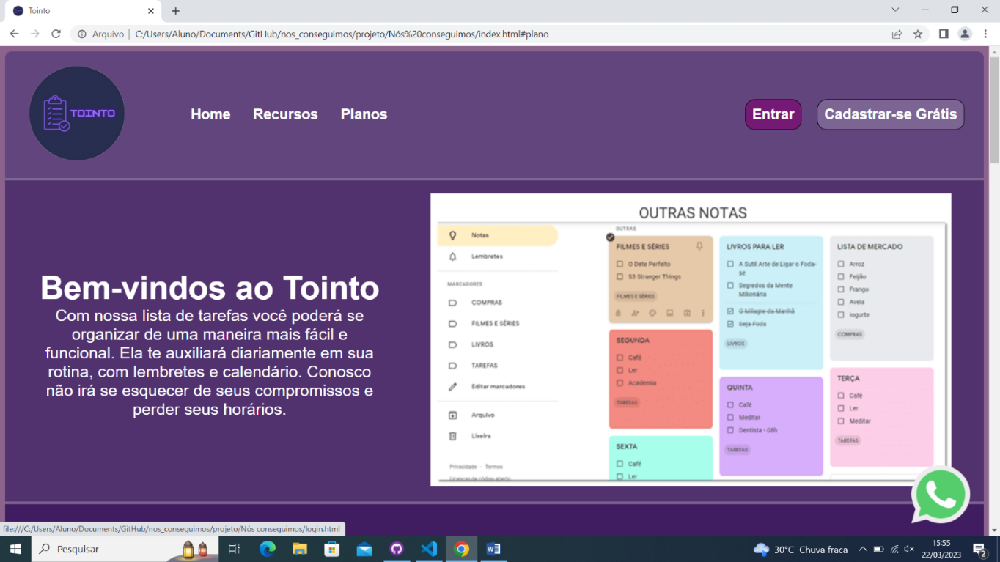 Tointo
Arquivo | C:/Users/Aluno/Documents/GitHub/nos_conseguimos/projeto/Nós%20conseguimos/index.html#plano
TOINTO
Home Recursos Planos
Entrar Cadastrar-se Grátis
Bem-vindos ao Tointo
Com nossa lista de tarefas você poderá se
organizar de uma maneira mais fácil e
funcional. Ela te auxiliará diariamente em sua
rotina, com lembretes e calendário. Conosco
não irá se esquecer de seus compromissos e
perder seus horários.
OUTRAS NOTAS
Notas
Lembretes
MARCADORES
COMPRAS
FILMES E SÉRIES
LIVROS
TAREFAS
Editar marcadores
Arquivo
Lixeira
Privacidade - Termos
Licenças de código aberto
OUTRAS
FILMES E SÉRIES
O Date Perfeito
S3 Stranger Things
FILMES E SÉRIES
SEGUNDA
Café
Ler
Academia
TAREFAS
SEXTA
Café
Ler
LIVROS PARA LER
A Sutil Arte de Ligar o Foda-
se
Segredos da Mente
Milionária
O Milagre da Manhã
Seja Foda
LIVROS
QUINTA
Café
Meditar
Dentista - 08h
TAREFAS
LISTA DE MERCADO
Arroz
Feijão
Frango
Aveia
Iogurte
COMPRAS
TERÇA
Café
Ler
Meditar
TAREFAS
file:///C:/Users/Aluno/Documents/GitHub/nos_conseguimos/projeto/Nós conseguimos/login.html
Pesquisar
30°C Chuva fraca
15:55
22/03/2023
2